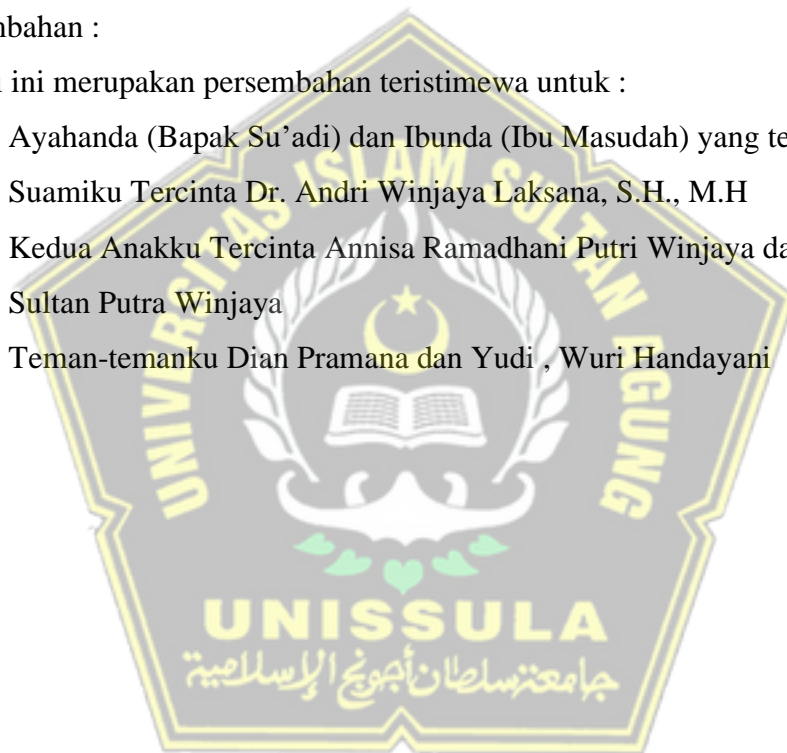 mbahan :
i ini merupakan persembahan teristimewa untuk :
Ayahanda (Bapak Su’adi) dan Ibunda (Ibu Masudah) yang te
Suamiku Tercinta Dr. Andri Winjaya Laksana, S.H., M.H
Kedua Anakku Tercinta Annisa Ramadhani Putri Winjaya da
Sultan Putra Winjaya
Teman-temanku Dian Pramana dan Yudi , Wuri Handayani
UNIVERSITAS ISLAM SULTAN AGUNG
UNISSULA
جامعة سلطان أجونج الإسلامية